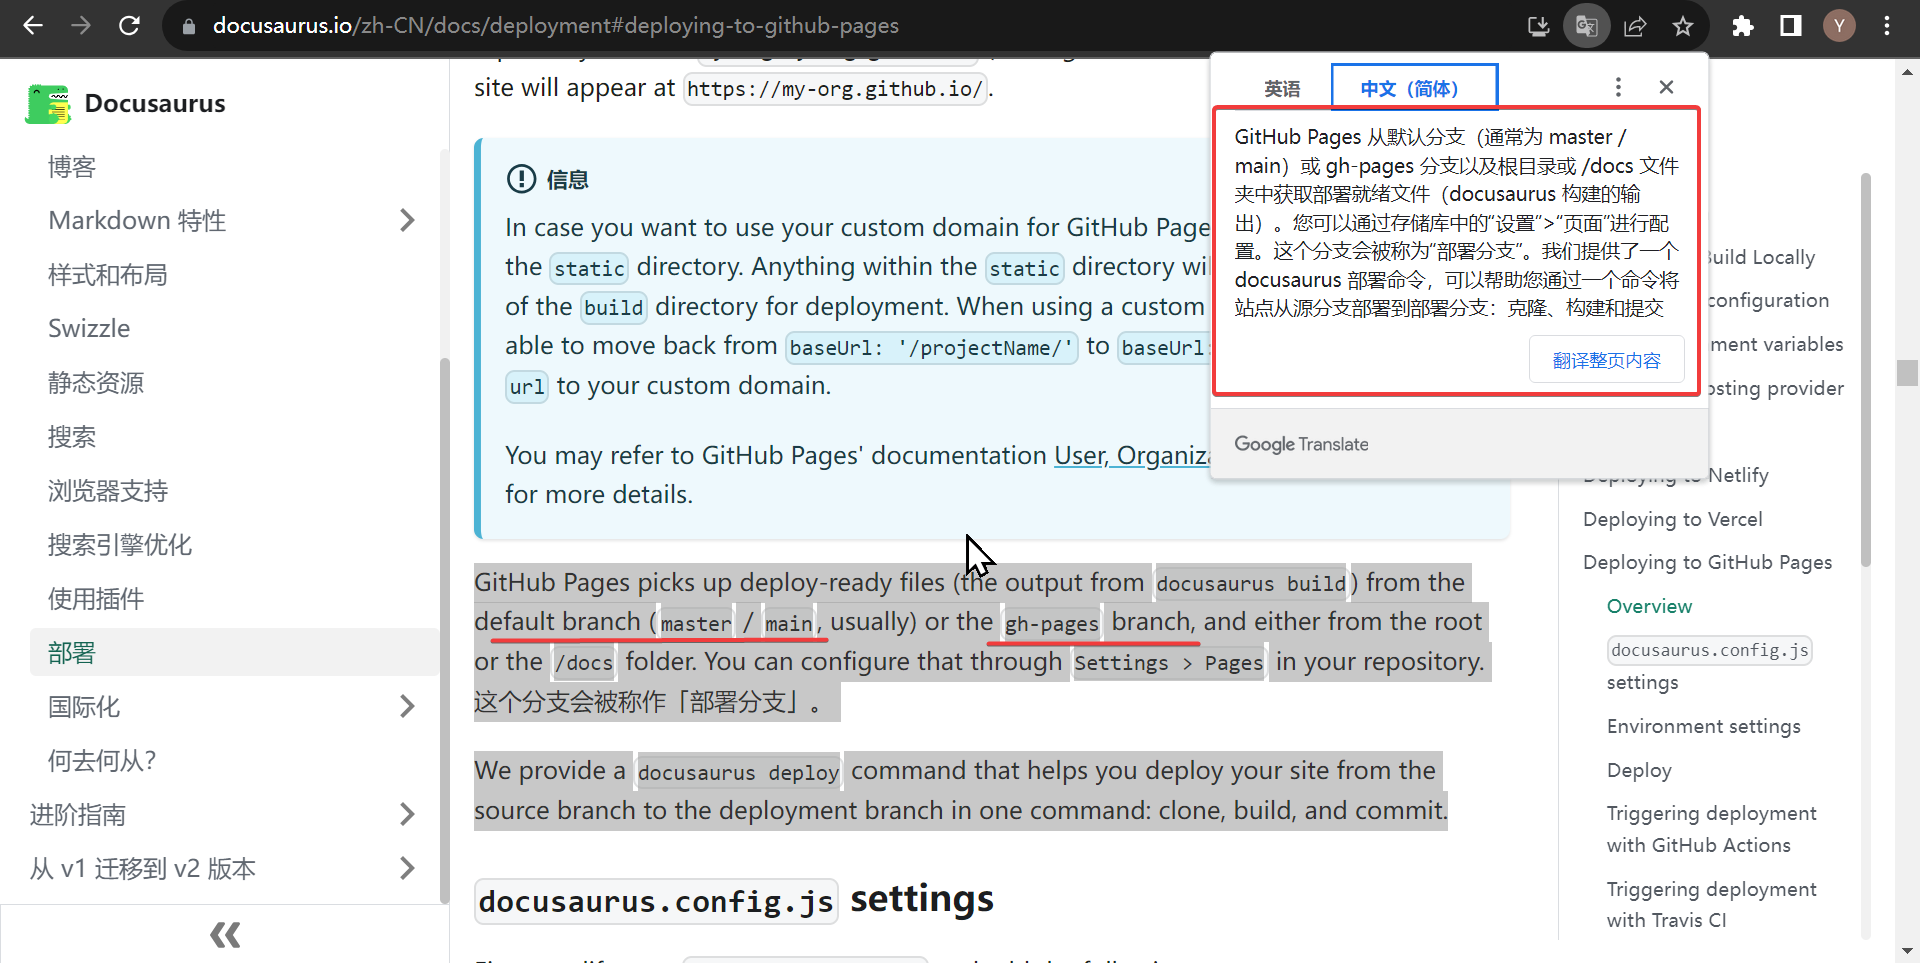 docusaurus.io/zh-CN/docs/deployment#deploying-to-github-pages
Y
Docusaurus
博客
Markdown 特性
样式和布局
Swizzle
静态资源
搜索
浏览器支持
搜索引擎优化
使用插件
部署
国际化
何去何从？
进阶指南
从 v1 迁移到 v2 版本
site will appear at https://my-org.github.io/.
信息
In case you want to use your custom domain for GitHub Page
the static directory. Anything within the static directory wi
of the build directory for deployment. When using a custom
able to move back from baseUrl: '/projectName/' to baseUrl:
url to your custom domain.
You may refer to GitHub Pages' documentation User, Organiza
for more details.
GitHub Pages picks up deploy-ready files (the output from docusaurus build) from the
default branch (master / main, usually) or the gh-pages branch, and either from the root
or the /docs folder. You can configure that through Settings > Pages in your repository.
这个分支会被称作「部署分支」。
We provide a docusaurus deploy command that helps you deploy your site from the
source branch to the deployment branch in one command: clone, build, and commit.
docusaurus.config.js settings
英语
中文（简体）
GitHub Pages 从默认分支（通常为 master /
main）或 gh-pages 分支以及根目录或 /docs 文件
夹中获取部署就绪文件（docusaurus 构建的输
出）。您可以通过存储库中的“设置”>“页面”进行配
置。这个分支会被称为“部署分支”。我们提供了一个
docusaurus 部署命令，可以帮助您通过一个命令将
站点从源分支部署到部署分支：克隆、构建和提交
翻译整页内容
Google Translate
Build Locally
configuration
ment variables
osting provider
Deploying to Netlify
Deploying to Vercel
Deploying to GitHub Pages
Overview
docusaurus.config.js
settings
Environment settings
Deploy
Triggering deployment
with GitHub Actions
Triggering deployment
with Travis CI